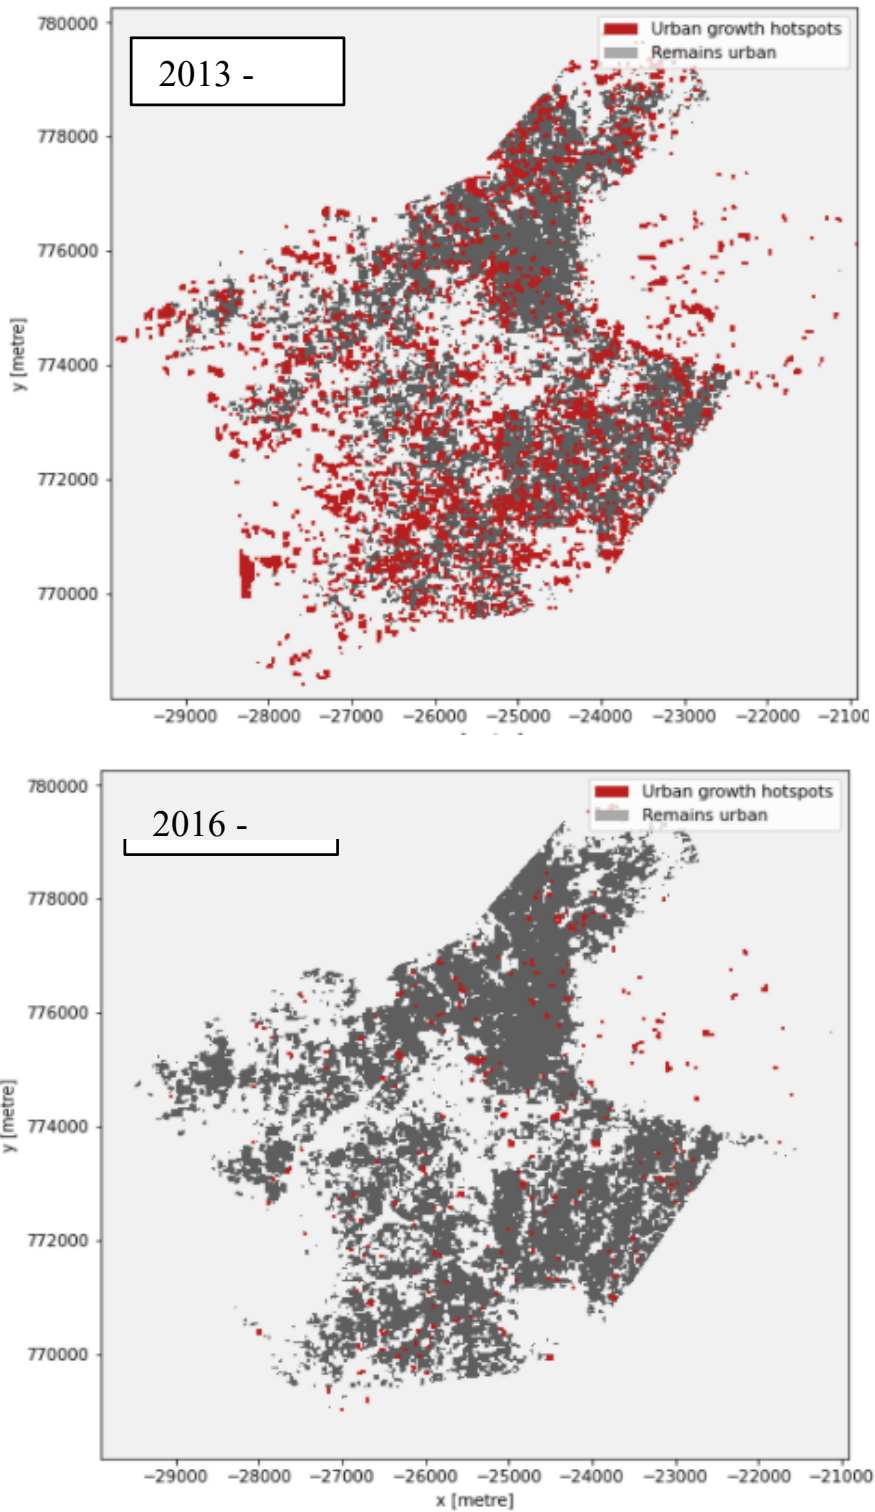 780000
Urban growth hotspots
Remains urban
2013 -
778000
776000
774000
772000
770000
y [metre]
−29000 −28000 −27000 −26000 −25000 −24000 −23000 −22000 −2100
780000
Urban growth hotspots
Remains urban
2016 -
778000
776000
774000
772000
770000
y [metre]
−29000 −28000 −27000 −26000 −25000 −24000 −23000 −22000 −21000
x [metre]